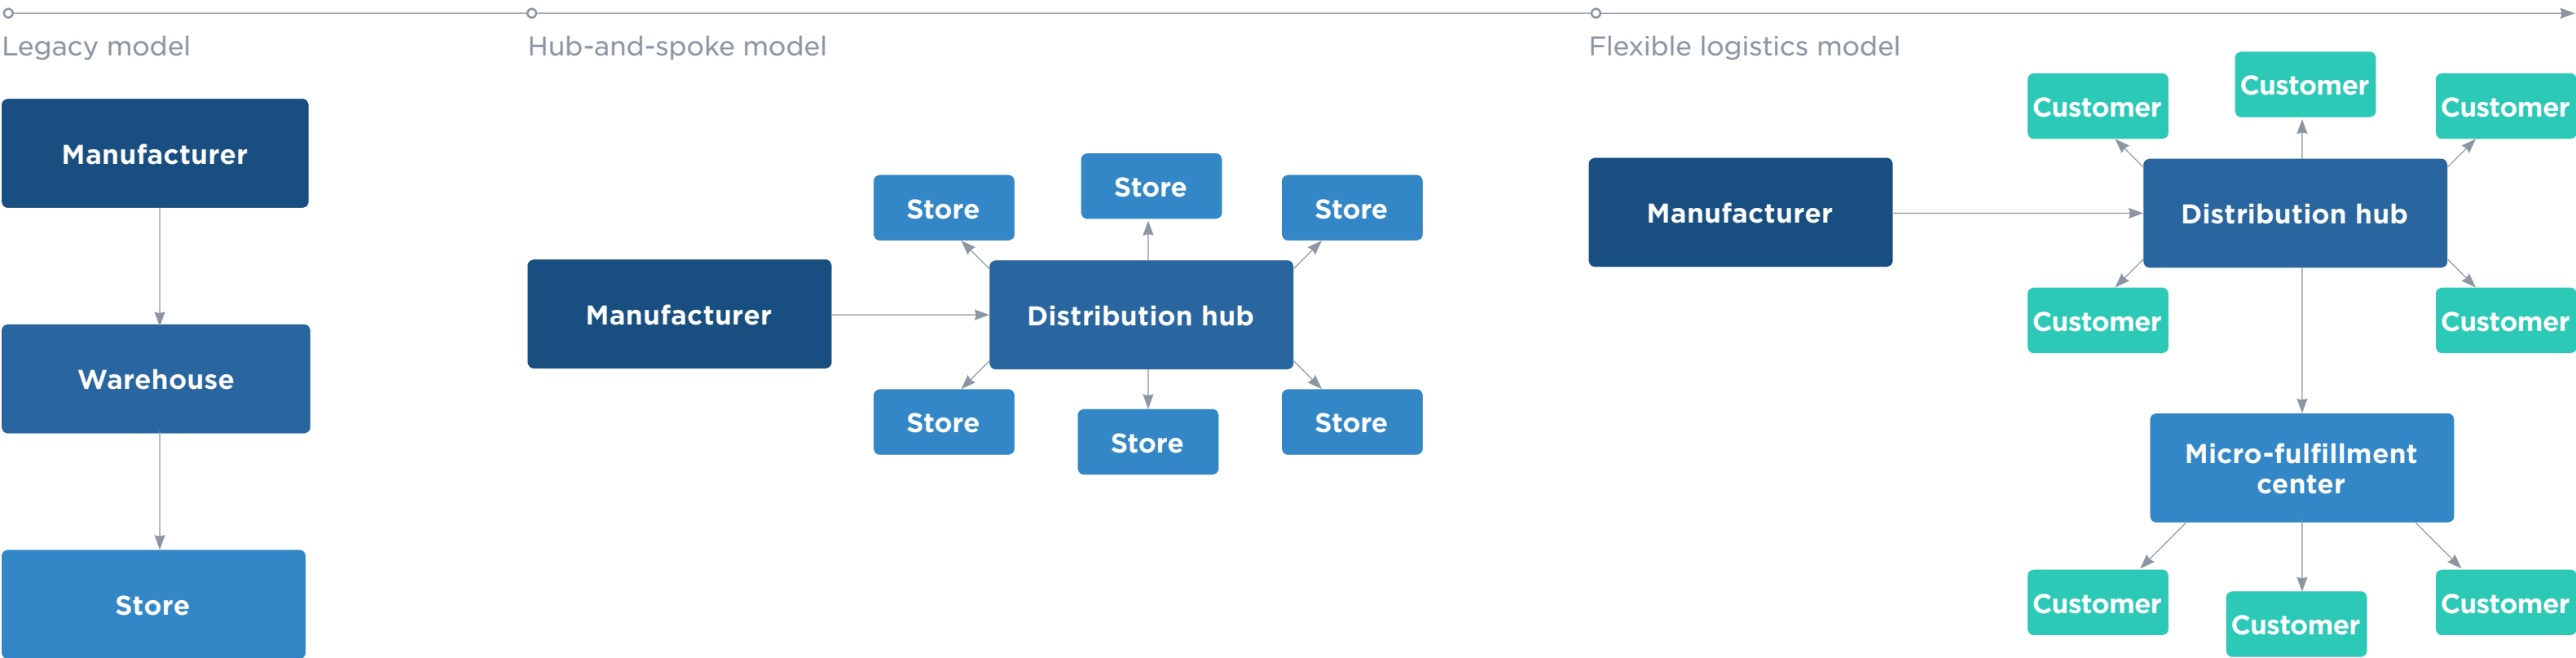 Legacy model
Hub-and-spoke model
Flexible logistics model
Manufacturer
Warehouse
Store
Manufacturer
Distribution hub
Store
Store
Store
Store
Store
Store
Manufacturer
Distribution hub
Customer
Customer
Customer
Customer
Customer
Micro-fulfillment
center
Customer
Customer
Customer